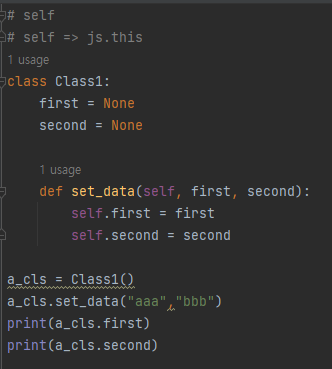 # self
# self => js.this
1 usage
class Class1:
    first = None
    second = None
    1 usage
    def set_data(self, first, second):
        self.first = first
        self.second = second
a_cls = Class1()
a_cls.set_data("aaa","bbb")
print(a_cls.first)
print(a_cls.second)